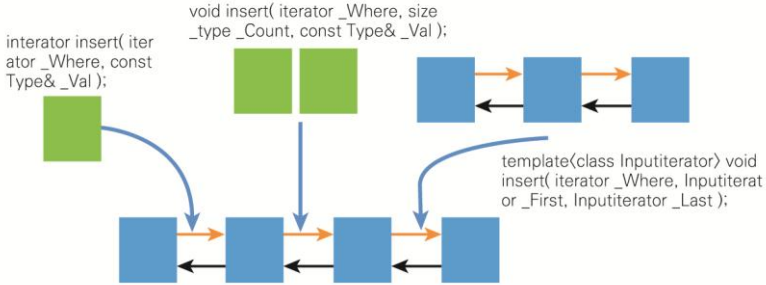 interator insert( iter
ator _Where, const
Type& _Val );
void insert( iterator _Where, size
_type _Count, const Type& _Val );
template〈class Inputiterator〉 void
insert( iterator _Where, Inputiterat
or _First, Inputiterator _Last );